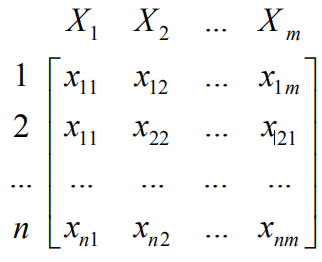 X₁ X₂ ... Xₘ
1 x₁₁ x₁₂ ... x₁ₘ
2 x₁₁ x₂₂ ... x₂₁
... ... ... ... ...
n xₙ₁ xₙ₂ ... xₙₘ